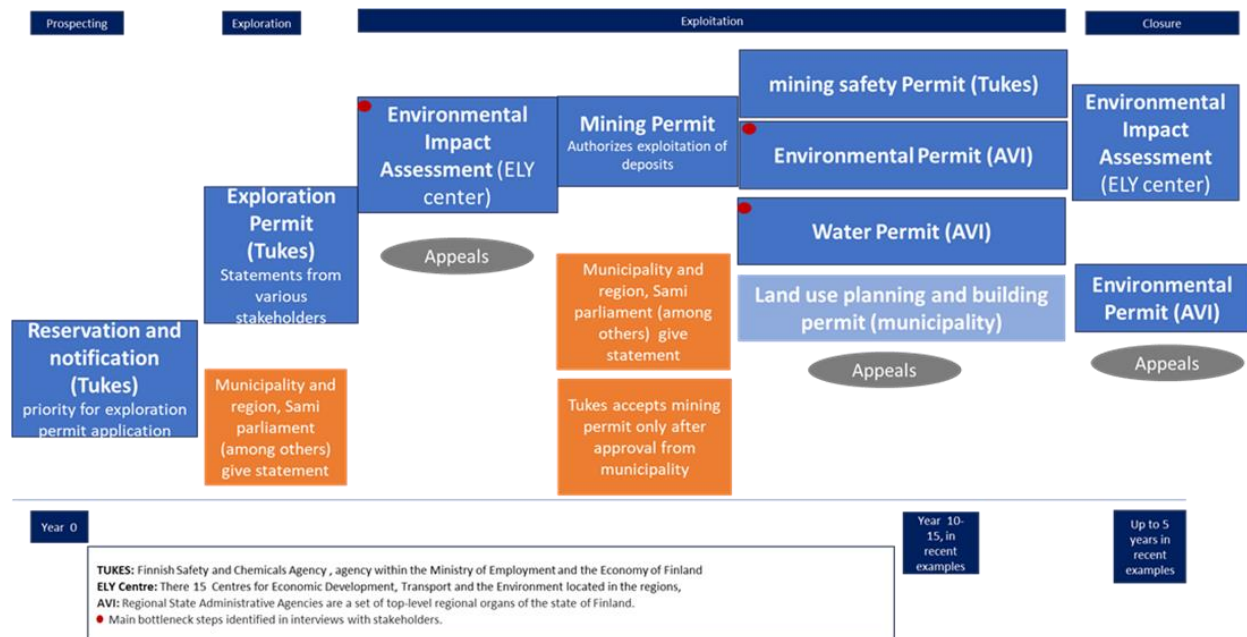 Prospecting
Exploration
Exploitation
Closure
mining safety Permit (Tukes)
Environmental
Impact
Assessment (ELY
center)
Mining Permit
Authorizes exploitation of
deposits
Environmental Permit (AVI)
Environmental
Impact
Assessment
(ELY center)
Exploration
Permit
(Tukes)
Statements from
various
stakeholders
Appeals
Water Permit (AVI)
Municipality and
region, Sami
parliament (among
others) give
statement
Land use planning and building
permit (municipality)
Environmental
Permit (AVI)
Reservation and
notification
(Tukes)
priority for exploration
permit application
Municipality and
region, Sami
parliament
(among others)
give statement
Tukes accepts mining
permit only after
approval from
municipality
Appeals
Appeals
Year 0
Year 10-
15, in
recent
examples
Up to 5
years in
recent
examples
TUKES: Finnish Safety and Chemicals Agency , agency within the Ministry of Employment and the Economy of Finland
ELY Centre: There 15 Centres for Economic Development, Transport and the Environment located in the regions,
AVI: Regional State Administrative Agencies are a set of top-level regional organs of the state of Finland.
Main bottleneck steps identified in interviews with stakeholders.